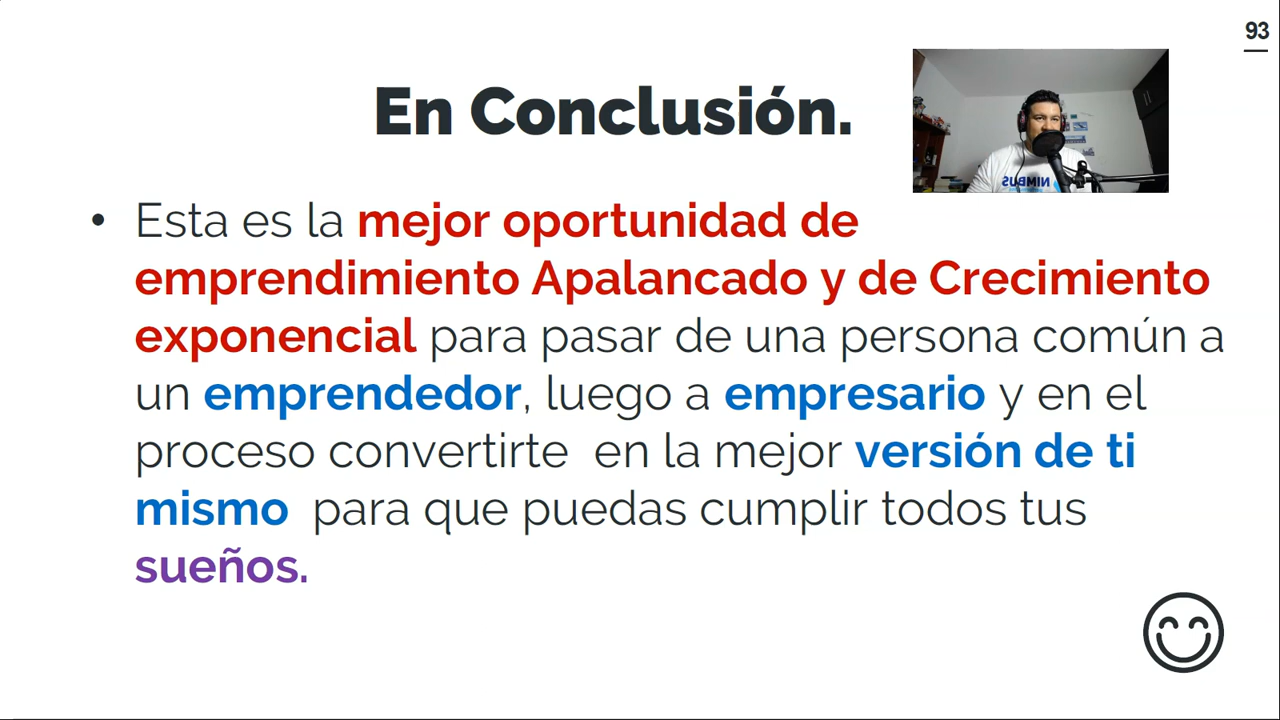 93
En Conclusión.
NIMBUS
• Esta es la mejor oportunidad de
emprendimiento Apalancado y de Crecimiento
exponencial para pasar de una persona común a
un emprendedor, luego a empresario y en el
proceso convertirte en la mejor versión de ti
mismo para que puedas cumplir todos tus
sueños.